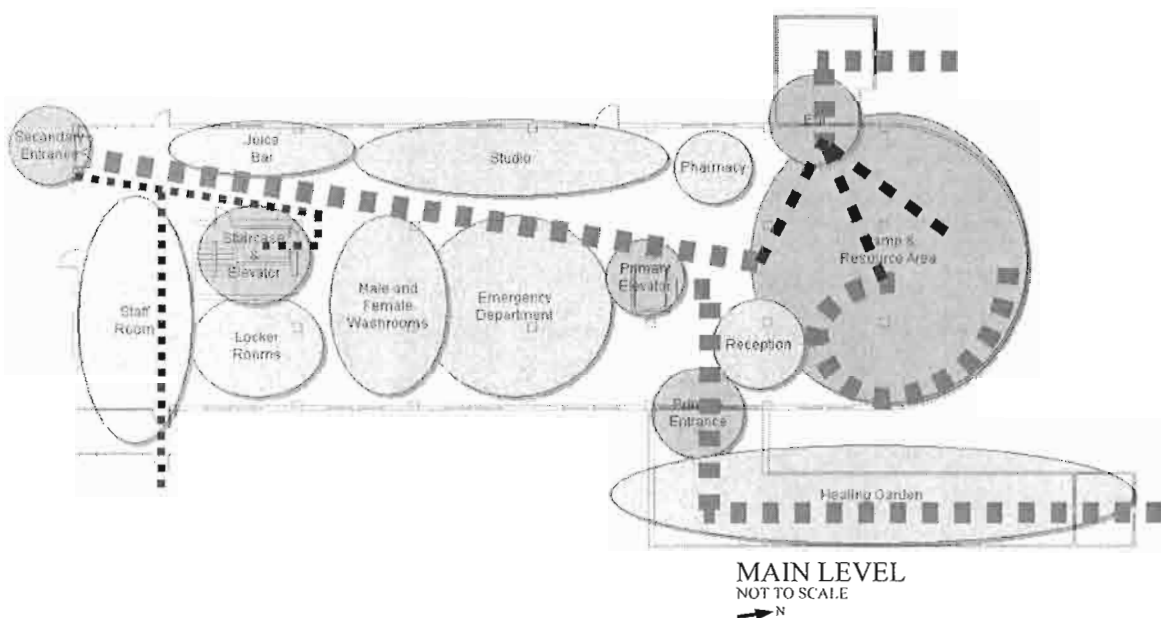 Secondary
Entrance
Juice
Bar
Studio
Pharmacy
Staircase
&
Elevator
Staff
Room
Locker
Rooms
Male and
Female
Washrooms
Emergency
Department
Primary
Elevator
Resource Area
Reception
Entrance
Healing Garden
MAIN LEVEL
NOT TO SCALE
N